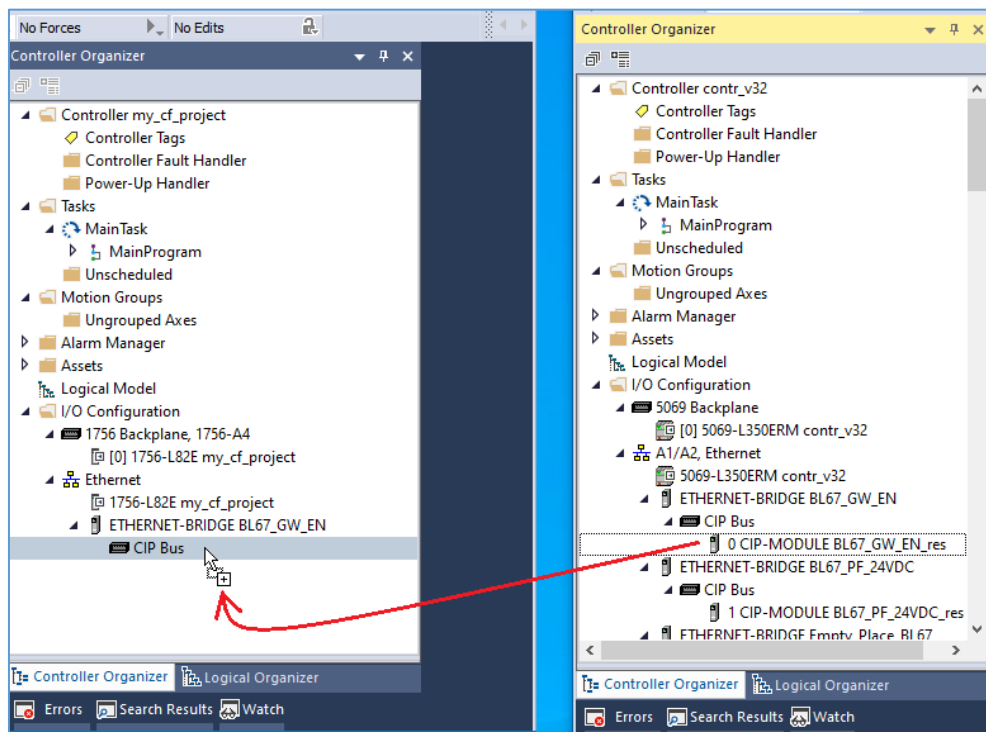 No Forces
No Edits
Controller Organizer
Controller my_cf_project
Controller Tags
Controller Fault Handler
Power-Up Handler
Tasks
MainTask
MainProgram
Unscheduled
Motion Groups
Ungrouped Axes
Alarm Manager
Assets
Logical Model
I/O Configuration
1756 Backplane, 1756-A4
[0] 1756-L82E my_cf_project
Ethernet
1756-L82E my_cf_project
ETHERNET-BRIDGE BL67_GW_EN
CIP Bus
Controller Organizer
Logical Organizer
Errors
Search Results
Watch
Controller Organizer
Controller contr_v32
Controller Tags
Controller Fault Handler
Power-Up Handler
Tasks
MainTask
MainProgram
Unscheduled
Motion Groups
Ungrouped Axes
Alarm Manager
Assets
Logical Model
I/O Configuration
5069 Backplane
[0] 5069-L350ERM contr_v32
A1/A2, Ethernet
5069-L350ERM contr_v32
ETHERNET-BRIDGE BL67_GW_EN
CIP Bus
0 CIP-MODULE BL67_GW_EN_res
ETHERNET-BRIDGE BL67_PF_24VDC
CIP Bus
1 CIP-MODULE BL67_PF_24VDC_res
ETHERNET-BRIDGE Empty_Place_BL67
Controller Organizer
Logical Organizer
Errors
Search Results
Watch